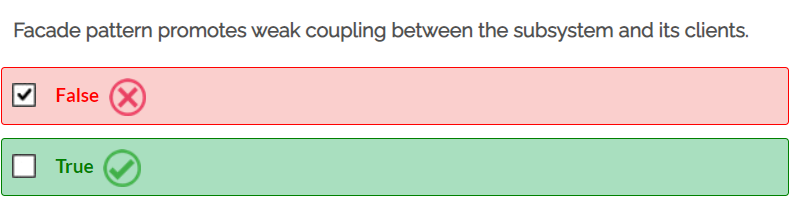 Facade pattern promotes weak coupling between the subsystem and its clients.
False
True